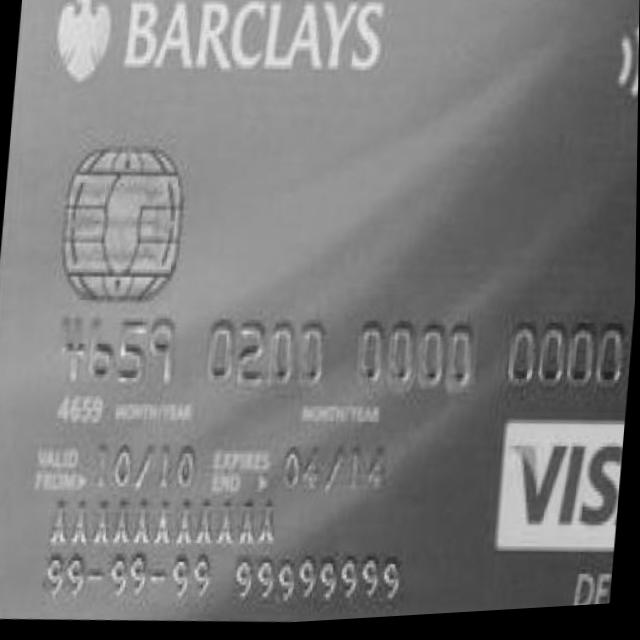 BARCLAYS
4659 0200 0000 0000
4659 MONTH/YEAR MONTH/YEAR
VALID FROM 10/10 EXPIRES END 04/14
AAAAAAAAAAA
99-99-99 99999999
VIS
DE